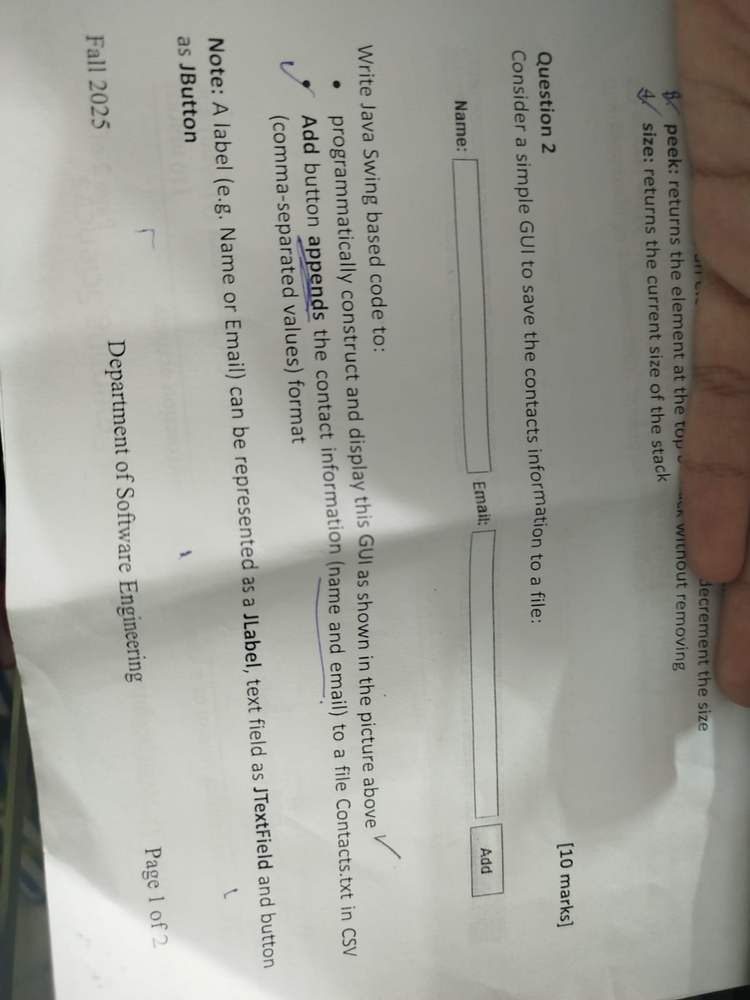 decrement the size
peek: returns the element at the top without removing
4. size: returns the current size of the stack
Question 2 [10 marks]
Consider a simple GUI to save the contacts information to a file:
Name: Email: Add
Write Java Swing based code to:
• programmatically construct and display this GUI as shown in the picture above
• Add button appends the contact information (name and email) to a file Contacts.txt in CSV
(comma-separated values) format
Note: A label (e.g. Name or Email) can be represented as a JLabel, text field as JTextField and button
as JButton
Fall 2025 Department of Software Engineering Page 1 of 2